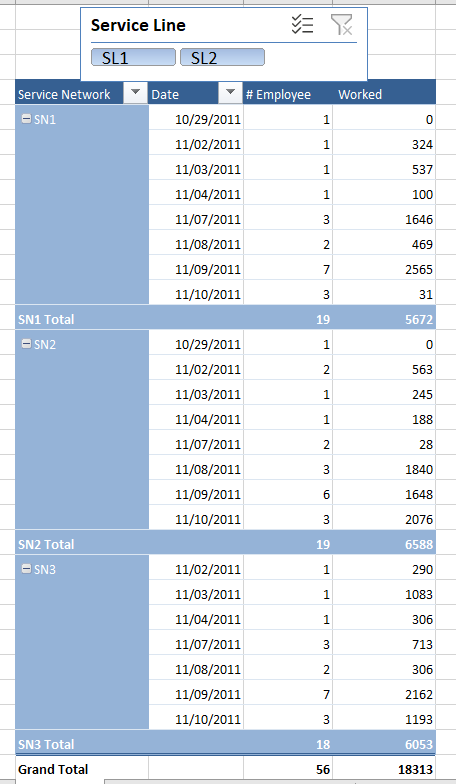 Service Line
SL1 SL2
Service Network Date # Employee Worked
SN1 10/29/2011 1 0
11/02/2011 1 324
11/03/2011 1 537
11/04/2011 1 100
11/07/2011 3 1646
11/08/2011 2 469
11/09/2011 7 2565
11/10/2011 3 31
SN1 Total 19 5672
SN2 10/29/2011 1 0
11/02/2011 2 563
11/03/2011 1 245
11/04/2011 1 188
11/07/2011 2 28
11/08/2011 3 1840
11/09/2011 6 1648
11/10/2011 3 2076
SN2 Total 19 6588
SN3 11/02/2011 1 290
11/03/2011 1 1083
11/04/2011 1 306
11/07/2011 3 713
11/08/2011 2 306
11/09/2011 7 2162
11/10/2011 3 1193
SN3 Total 18 6053
Grand Total 56 18313